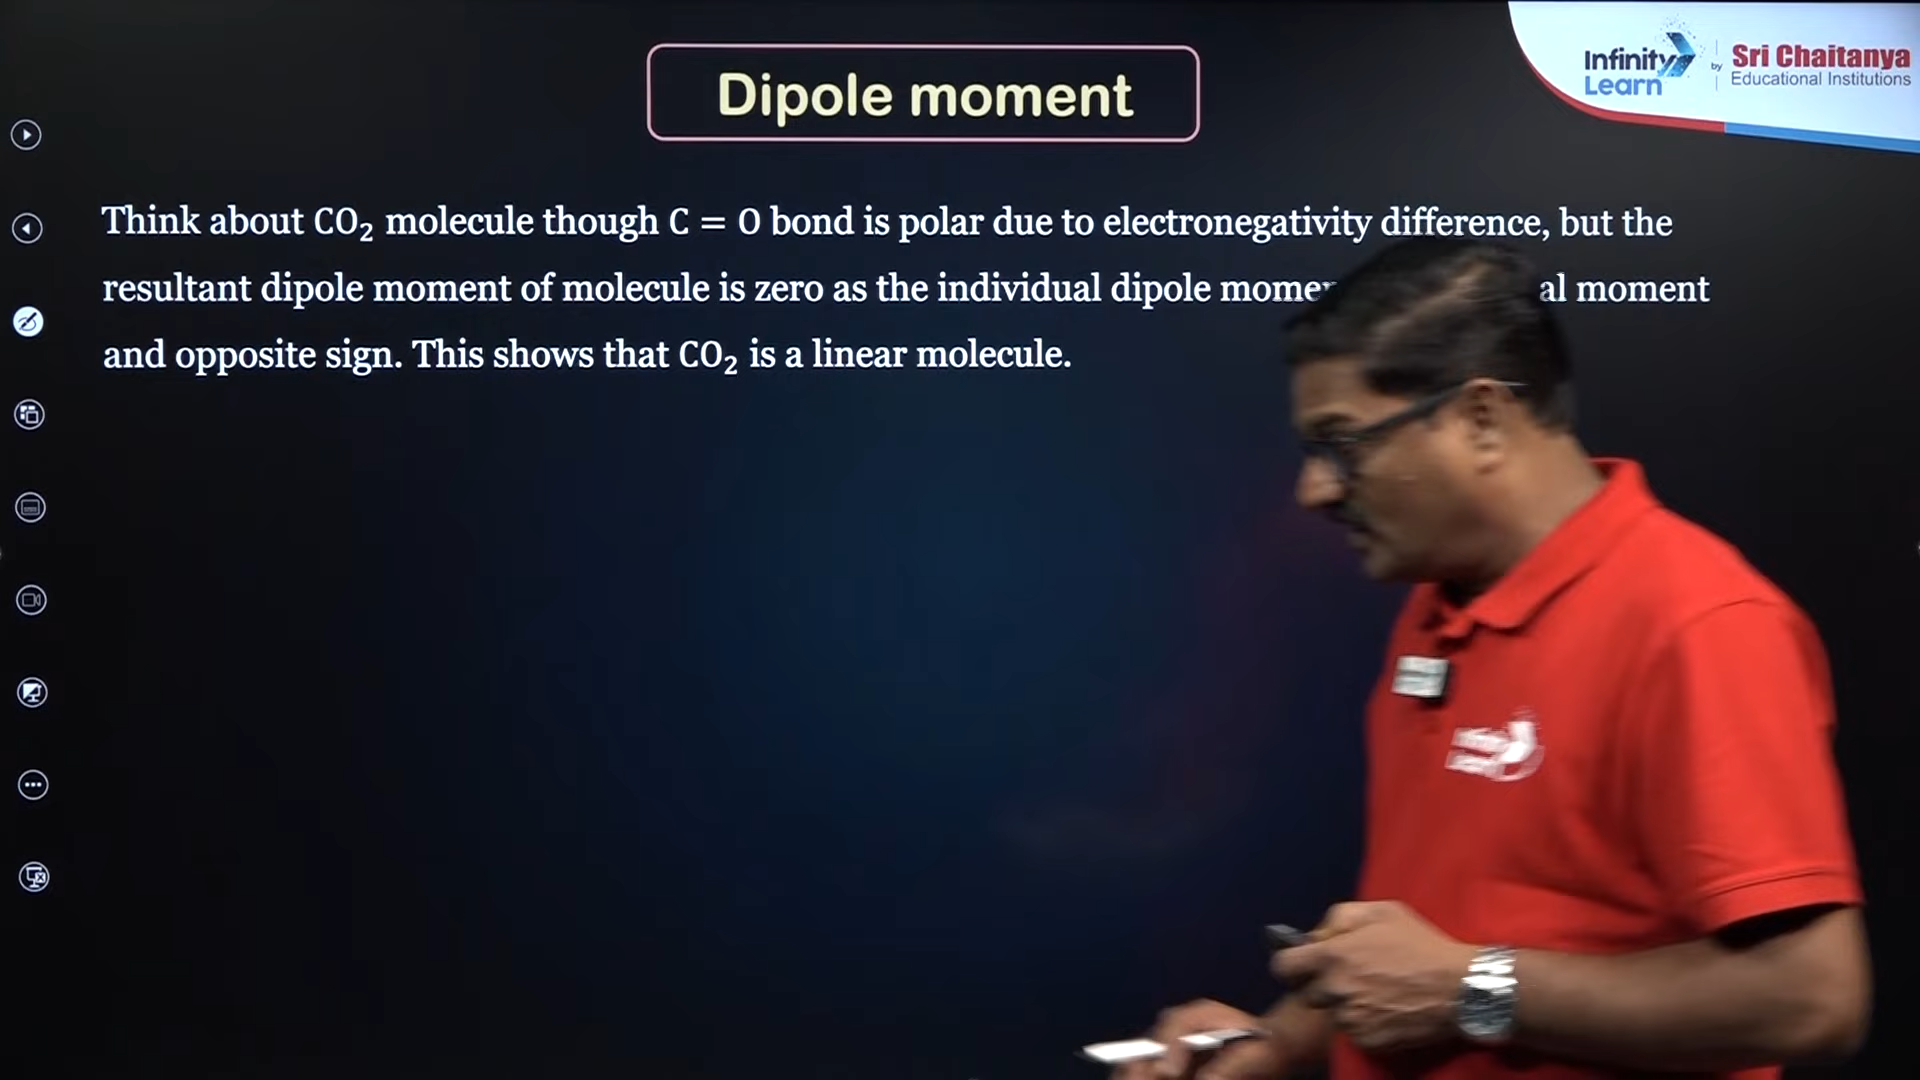 Dipole moment
Infinity Learn
by
Sri Chaitanya
Educational Institutions
Think about CO₂ molecule though C = O bond is polar due to electronegativity difference, but the
resultant dipole moment of molecule is zero as the individual dipole al moment
and opposite sign. This shows that CO₂ is a linear molecule.